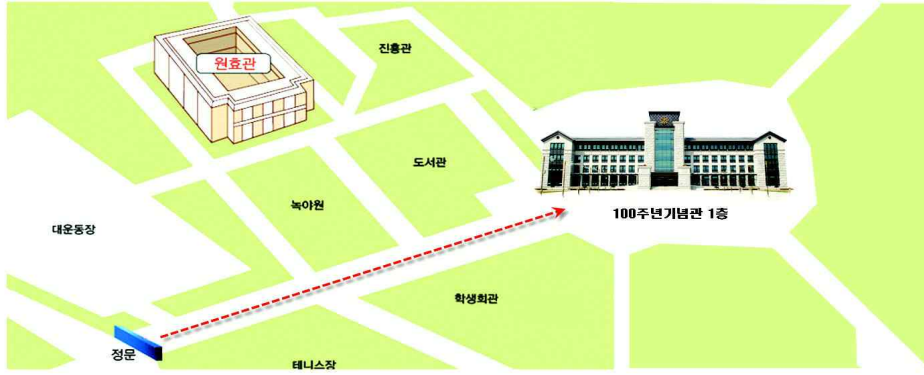 진흥관
원효관
도서관
녹야원
100주년기념관 1층
대운동장
학생회관
정문
테니스장